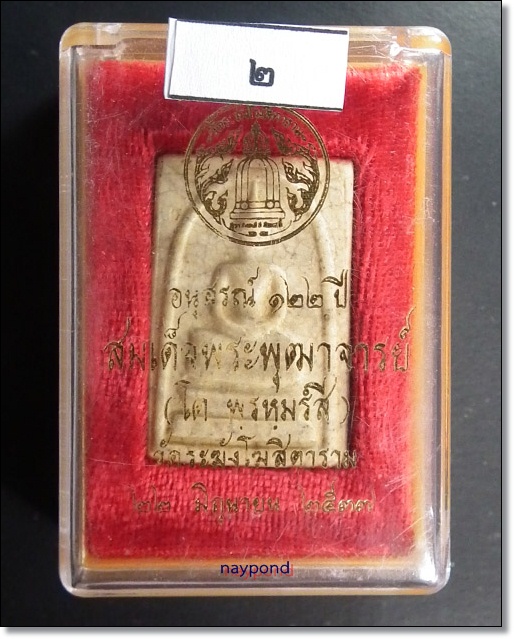 ๒
อนุสรณ์ ๑๒๒ ปี
สมเด็จพระพุฒาจารย์
(โต พฺรหฺมรํสี)
วัดระฆังโฆสิตาราม
๒๒ มิถุนายน ๒๕๓๗
naypond